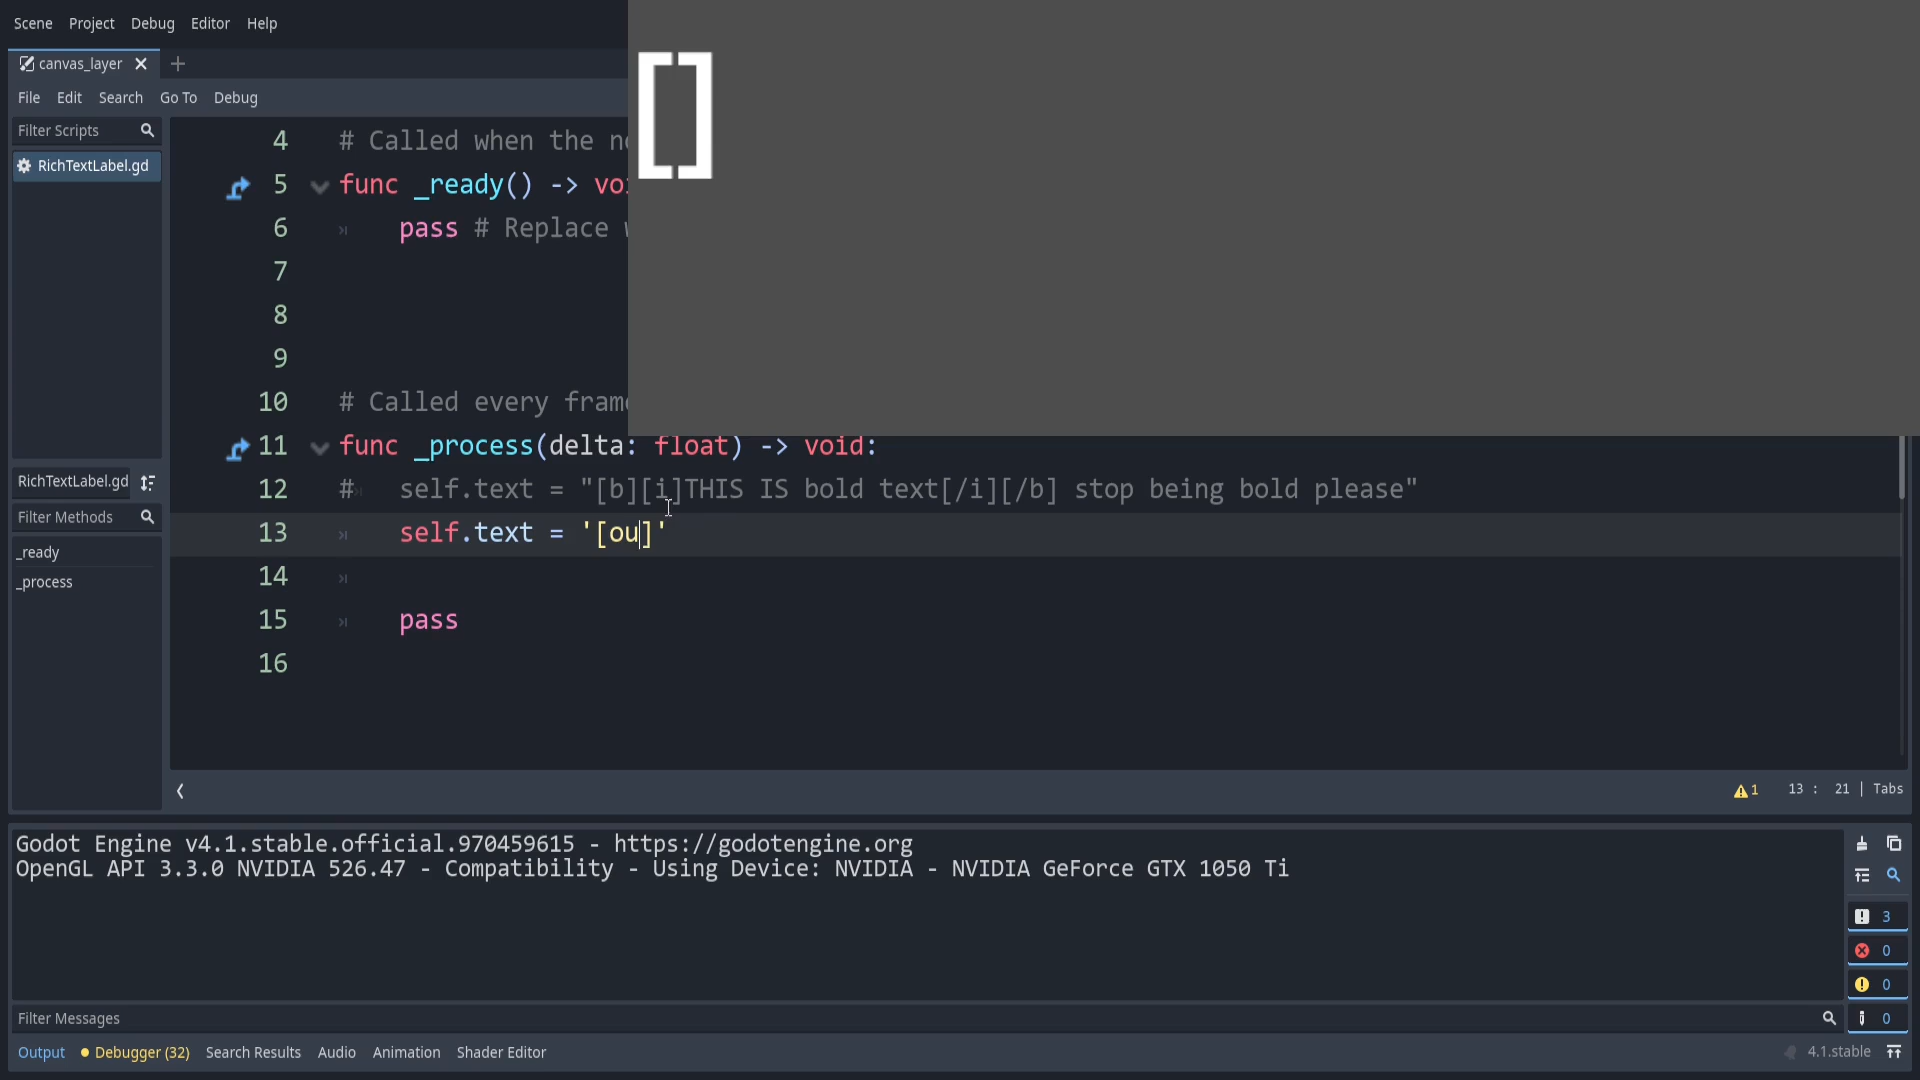 Scene Project Debug Editor Help
canvas_layer
File Edit Search Go To Debug
Filter Scripts
RichTextLabel.gd
[]
4 # Called when the
5 func _ready() -> 
6 pass # Replace
7
8
9
10 # Called every
11 func _process(delta: float) -> void:
12 # self.text = "[b][i]THIS IS bold text[/i][/b] stop being bold please"
13 self.text = '[ou]'
14
15 pass
16
RichTextLabel.gd
Filter Methods
_ready
_process
1 13 : 21 | Tabs
Godot Engine v4.1.stable.official.970459615 - https://godotengine.org
OpenGL API 3.3.0 NVIDIA 526.47 - Compatibility - Using Device: NVIDIA - NVIDIA GeForce GTX 1050 Ti
3
0
0
0
Filter Messages
Output Debugger (32) Search Results Audio Animation Shader Editor 4.1.stable